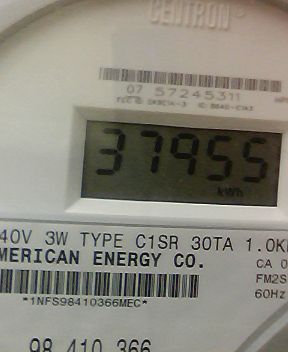 CENTRON®
07 57245311
37955
kWh
40V 3W TYPE C1SR 30TA 1.0K
MERICAN ENERGY CO.
CA 0
FM2S
60Hz
*1NFS98410366MEC*
98 410 366